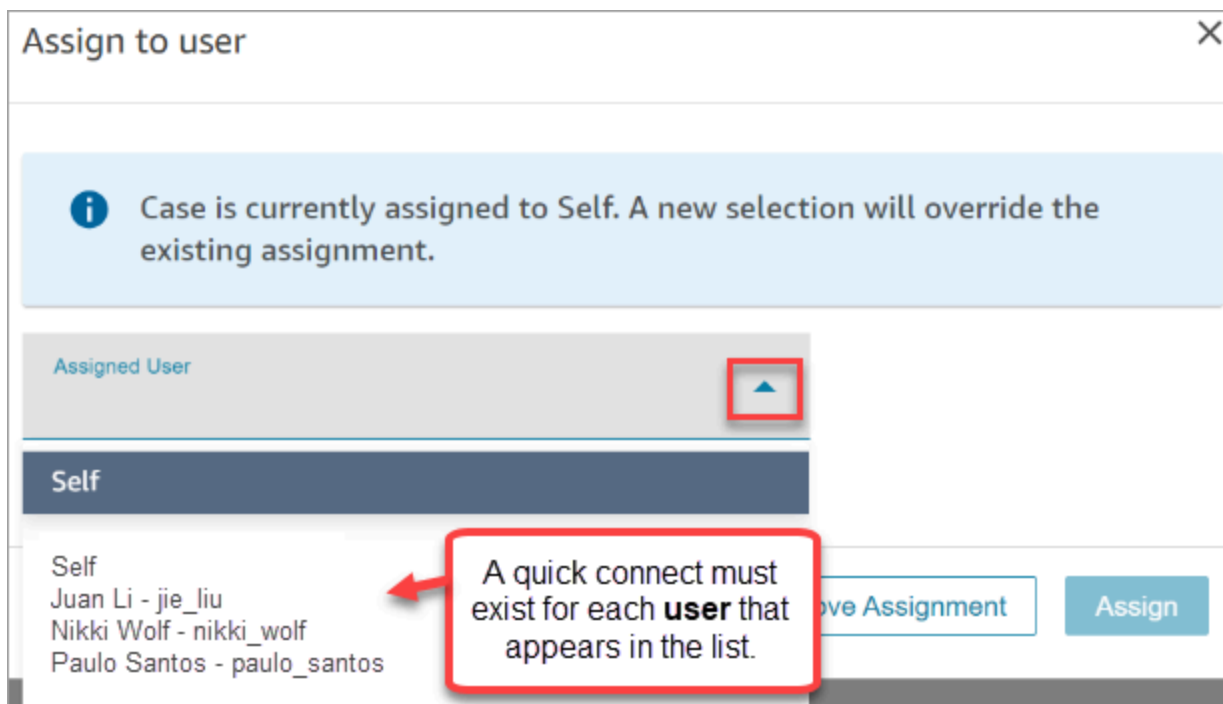 Assign to user
Case is currently assigned to Self. A new selection will override the
existing assignment.
Assigned User
Self
Self
Juan Li - jie_liu
Nikki Wolf - nikki_wolf
Paulo Santos - paulo_santos
A quick connect must
exist for each user that
appears in the list.
Assignment
Assign